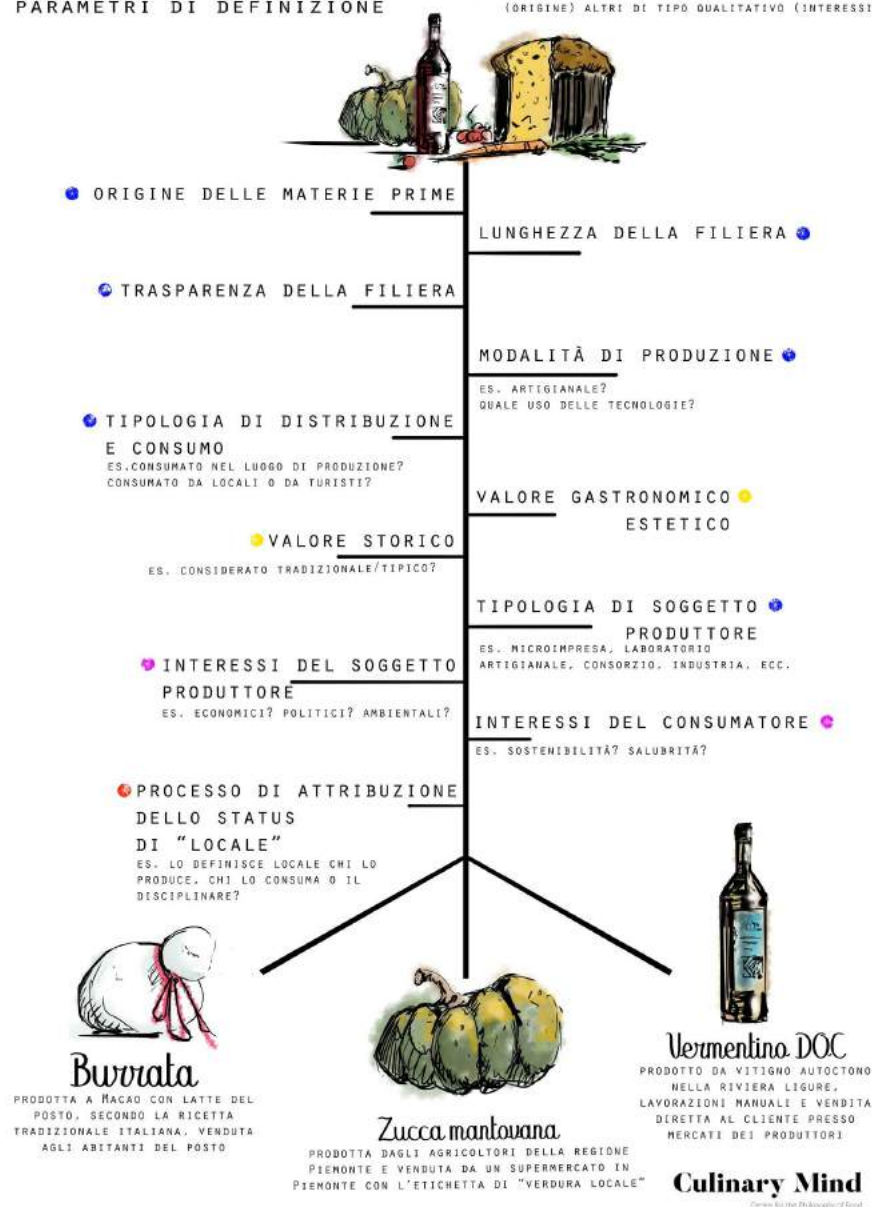 PARAMETRI DI DEFINIZIONE
(ORIGINE) ALTRI DI TIPO QUALITATIVO (INTERESSI
ORIGINE DELLE MATERIE PRIME
LUNGHEZZA DELLA FILIERA
TRASPARENZA DELLA FILIERA
MODALITÀ DI PRODUZIONE
ES. ARTIGIANALE?
QUALE USO DELLE TECNOLOGIE?
TIPOLOGIA DI DISTRIBUZIONE
E CONSUMO
ES.CONSUMATO NEL LUOGO DI PRODUZIONE?
CONSUMATO DA LOCALI O DA TURISTI?
VALORE GASTRONOMICO
ESTETICO
VALORE STORICO
ES. CONSIDERATO TRADIZIONALE/TIPICO?
TIPOLOGIA DI SOGGETTO
PRODUTTORE
ES. MICROIMPRESA, LABORATORIO
ARTIGIANALE, CONSORZIO, INDUSTRIA, ECC.
INTERESSI DEL SOGGETTO
PRODUTTORE
ES. ECONOMICI? POLITICI? AMBIENTALI?
INTERESSI DEL CONSUMATORE
ES. SOSTENIBILITÀ? SALUBRITÀ?
PROCESSO DI ATTRIBUZIONE
DELLO STATUS
DI "LOCALE"
ES. LO DEFINISCE LOCALE CHI LO
PRODUCE, CHI LO CONSUMA O IL
DISCIPLINARE?
Burrata
PRODOTTA A MACAO CON LATTE DEL
POSTO, SECONDO LA RICETTA
TRADIZIONALE ITALIANA, VENDUTA
AGLI ABITANTI DEL POSTO
Zucca mantovana
PRODOTTA DAGLI AGRICOLTORI DELLA REGIONE
PIEMONTE E VENDUTA DA UN SUPERMERCATO IN
PIEMONTE CON L'ETICHETTA DI "VERDURA LOCALE"
Vermentino DOC
PRODOTTO DA VITIGNO AUTOCTONO
NELLA RIVIERA LIGURE,
LAVORAZIONI MANUALI E VENDITA
DIRETTA AL CLIENTE PRESSO
MERCATI DEI PRODUTTORI
Culinary Mind
Center for the Philosophy of Food